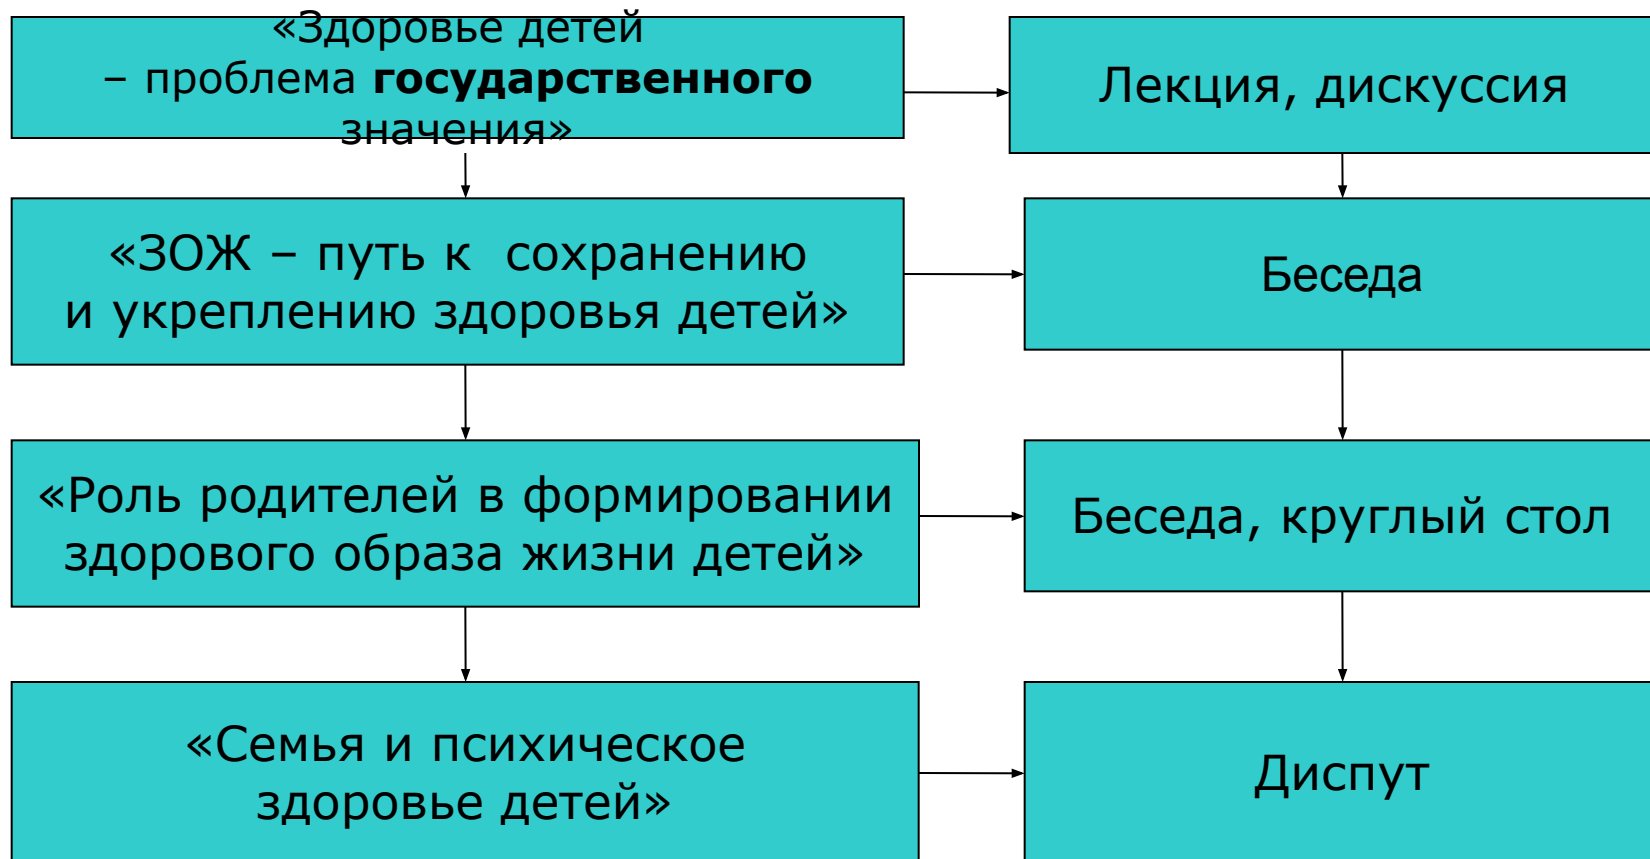 «Здоровье детей
– проблема государственного
значения»
Лекция, дискуссия
«ЗОЖ – путь к  сохранению
и укреплению здоровья детей»
Беседа
«Роль родителей в формировании
здорового образа жизни детей»
Беседа, круглый стол
«Семья и психическое
здоровье детей»
Диспут